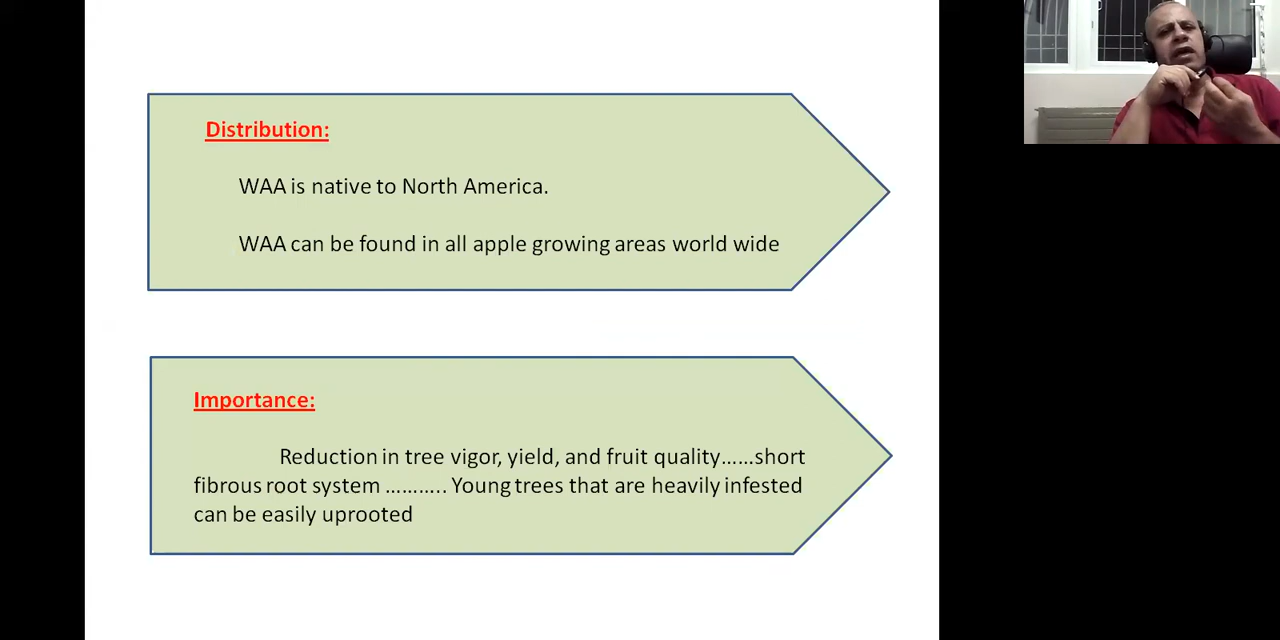 Distribution:
WAA is native to North America.
WAA can be found in all apple growing areas world wide
Importance:
Reduction in tree vigor, yield, and fruit quality……short
fibrous root system ……….. Young trees that are heavily infested
can be easily uprooted